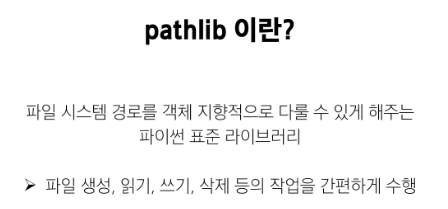 pathlib 이란?
파일 시스템 경로를 객체 지향적으로 다룰 수 있게 해주는
파이썬 표준 라이브러리
➢ 파일 생성, 읽기, 쓰기, 삭제 등의 작업을 간편하게 수행